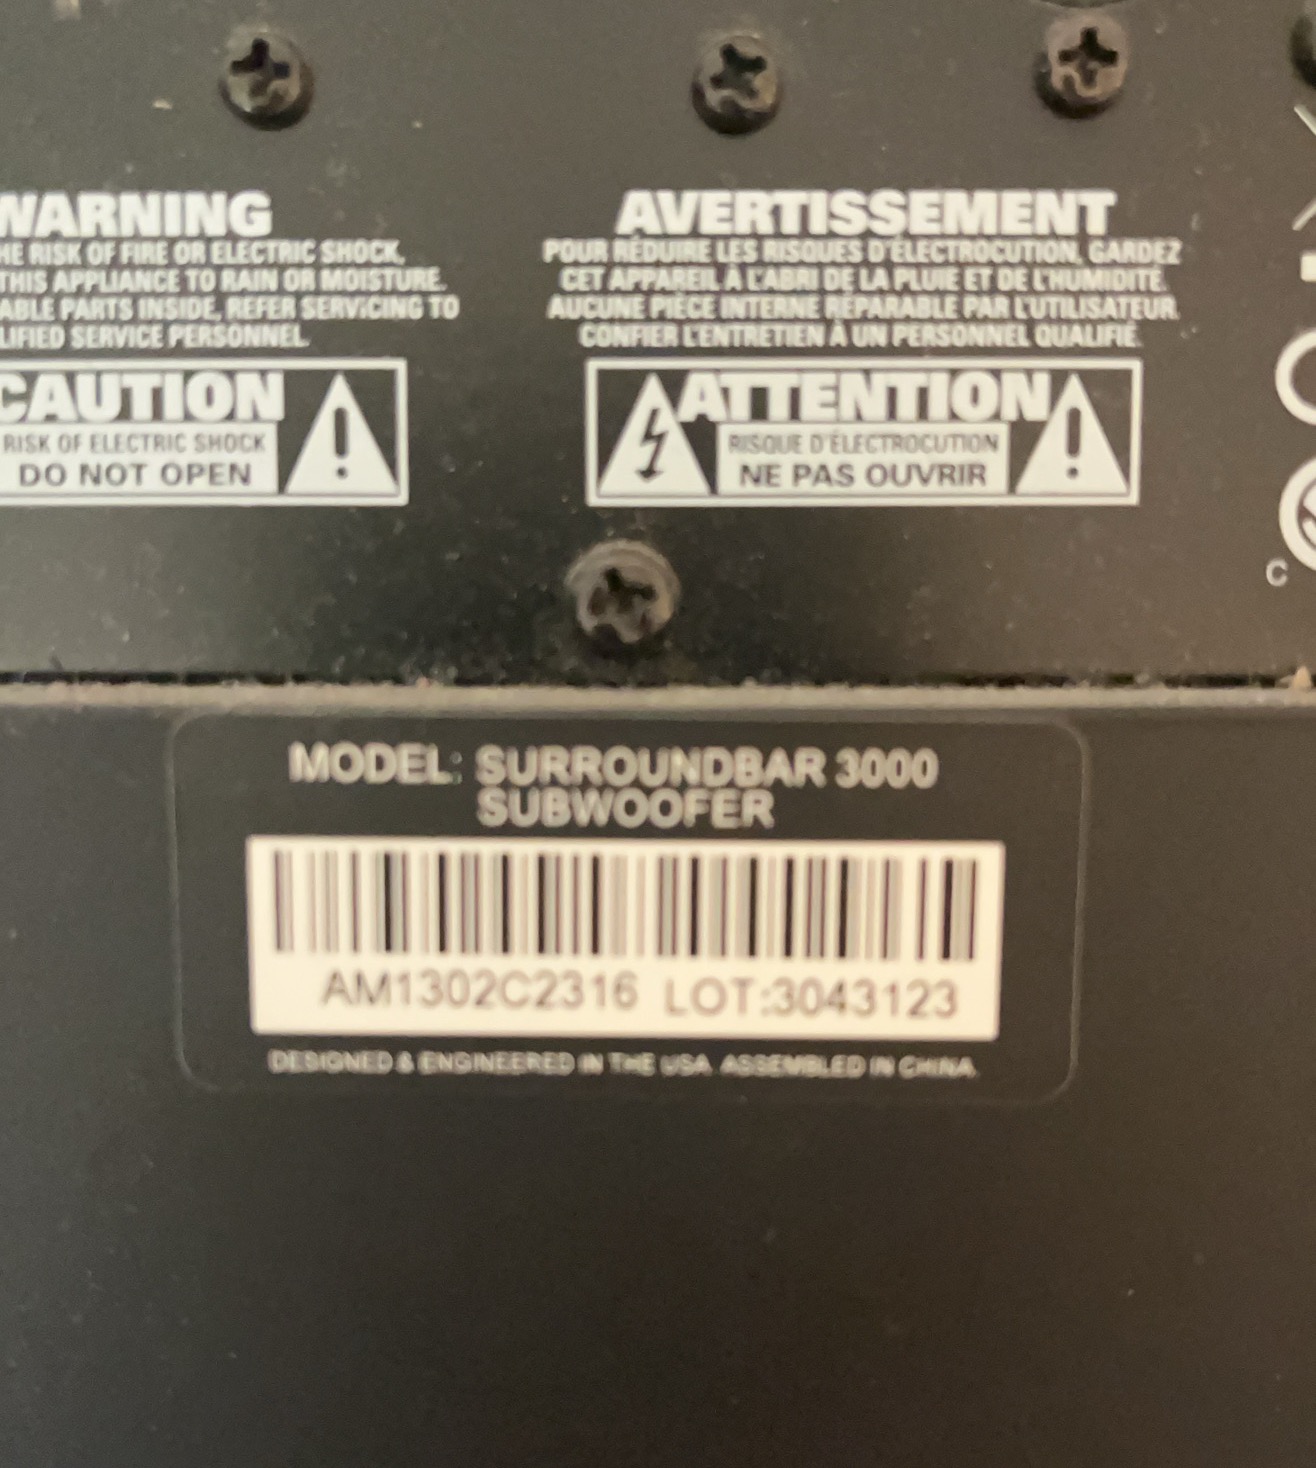 WARNING
HE RISK OF FIRE OR ELECTRIC SHOCK,
THIS APPLIANCE TO RAIN OR MOISTURE.
ABLE PARTS INSIDE, REFER SERVICING TO
LIFIED SERVICE PERSONNEL.
CAUTION
RISK OF ELECTRIC SHOCK
DO NOT OPEN
AVERTISSEMENT
POUR RÉDUIRE LES RISQUES D'ÉLECTROCUTION, GARDEZ
CET APPAREIL À L'ABRI DE LA PLUIE ET DE L'HUMIDITÉ.
AUCUNE PIÈCE INTERNE RÉPARABLE PAR L'UTILISATEUR.
CONFIER L'ENTRETIEN À UN PERSONNEL QUALIFIÉ.
ATTENTION
RISQUE D'ÉLECTROCUTION
NE PAS OUVRIR
C
MODEL: SURROUNDBAR 3000
SUBWOOFER
AM1302C2316 LOT:3043123
DESIGNED & ENGINEERED IN THE USA. ASSEMBLED IN CHINA.